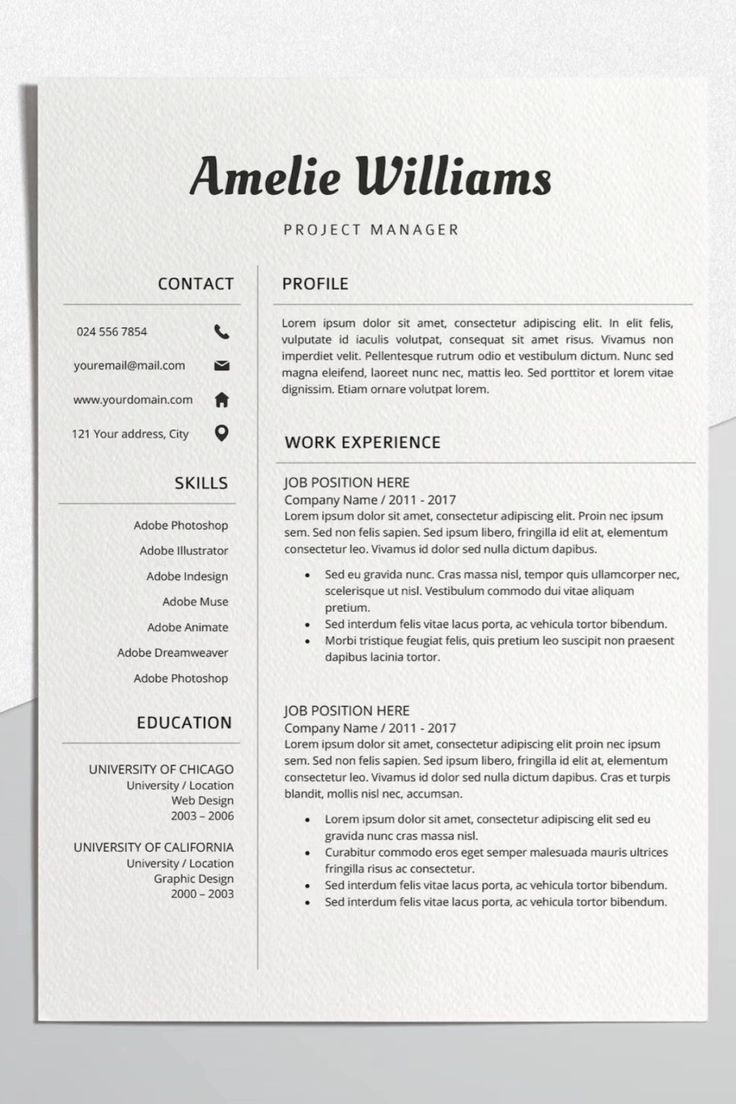 Amelie Williams
PROJECT MANAGER
CONTACT
024 556 7854
youremail@mail.com
www.yourdomain.com
121 Your address, City
SKILLS
Adobe Photoshop
Adobe Illustrator
Adobe Indesign
Adobe Muse
Adobe Animate
Adobe Dreamweaver
Adobe Photoshop
EDUCATION
UNIVERSITY OF CHICAGO
University / Location
Web Design
2003 – 2006
UNIVERSITY OF CALIFORNIA
University / Location
Graphic Design
2000 – 2003
PROFILE
Lorem ipsum dolor sit amet, consectetur adipiscing elit. In elit felis,
vulputate id iaculis volutpat, consequat sit amet risus. Vivamus non
imperdiet velit. Pellentesque rutrum odio et vestibulum dictum. Nunc sed
magna eleifend, laoreet nunc nec, mattis leo. Sed porttitor et lorem vitae
dignissim. Etiam ornare volutpat lorem.
WORK EXPERIENCE
JOB POSITION HERE
Company Name / 2011 - 2017
Lorem ipsum dolor sit amet, consectetur adipiscing elit. Proin nec ipsum
sem. Sed non felis sapien. Sed ipsum libero, fringilla id elit at, elementum
consectetur leo. Vivamus id dolor sed nulla dictum dapibus.
• Sed eu gravida nunc. Cras massa nisl, tempor quis ullamcorper nec,
scelerisque ut nisl. Vestibulum commodo dui vitae aliquam
pretium.
• Sed interdum felis vitae lacus porta, ac vehicula tortor bibendum.
• Morbi tristique feugiat felis, quis pretium leo suscipit non praesent
dapibus lacinia tortor.
JOB POSITION HERE
Company Name / 2011 - 2017
Lorem ipsum dolor sit amet, consectetur adipiscing elit. Proin nec ipsum
sem. Sed non felis sapien. Sed ipsum libero, fringilla id elit at, elementum
consectetur leo. Vivamus id dolor sed nulla dictum dapibus. Cras et turpis
blandit, mollis nisl nec, accumsan.
• Lorem ipsum dolor sit amet, consectetur adipiscing elit sed eu
gravida nunc cras massa nisl.
• Curabitur commodo eros eget semper malesuada mauris ultrices
fringilla risus ac consectetur.
• Sed interdum felis vitae lacus porta, ac vehicula tortor bibendum.
• Sed interdum felis vitae lacus porta, ac vehicula tortor bibendum.